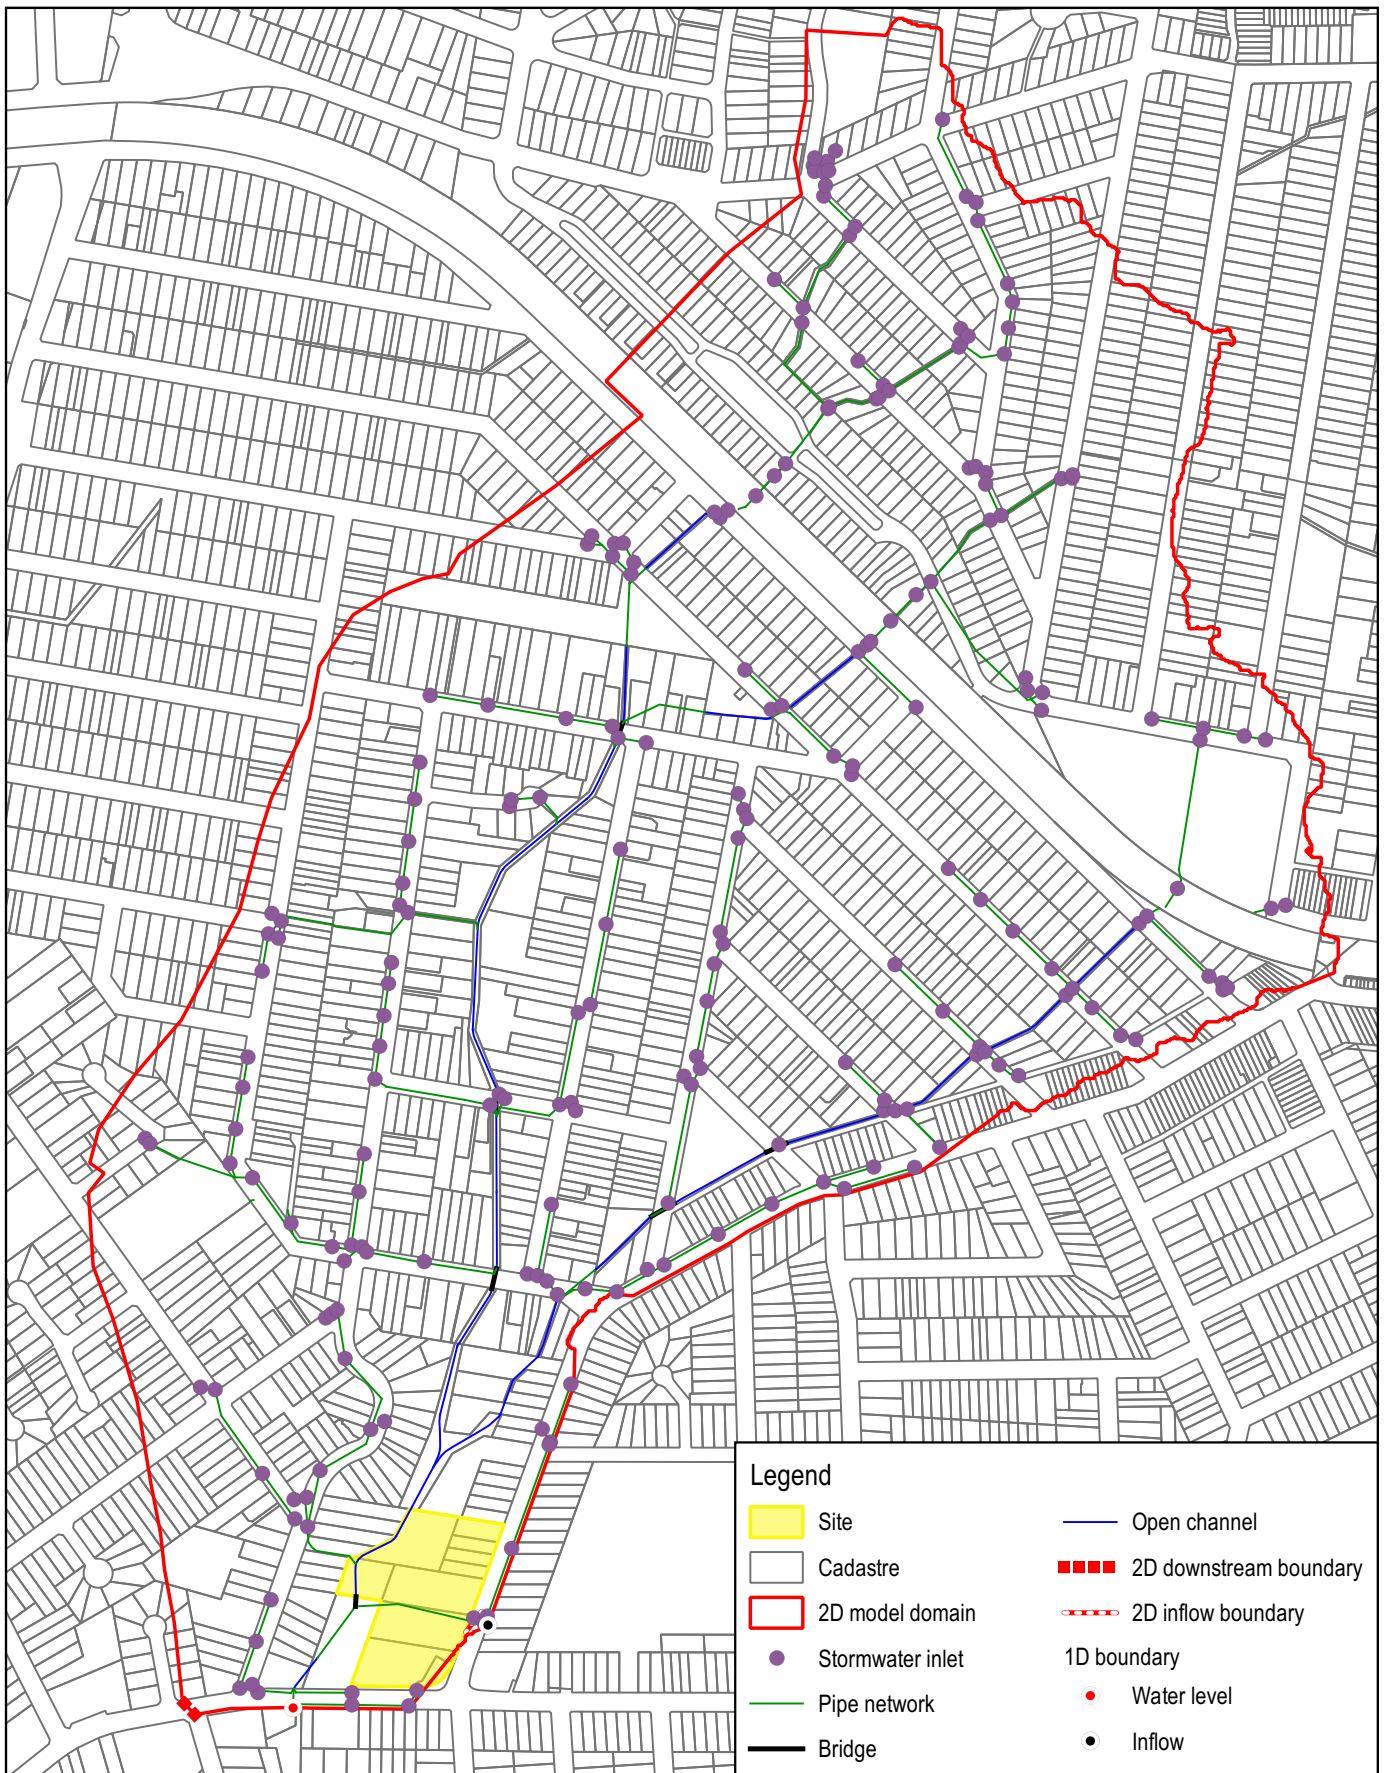 Legend
Site
Cadastre
2D model domain
Stormwater inlet
Pipe network
Bridge
Open channel
2D downstream boundary
2D inflow boundary
1D boundary
Water level
Inflow